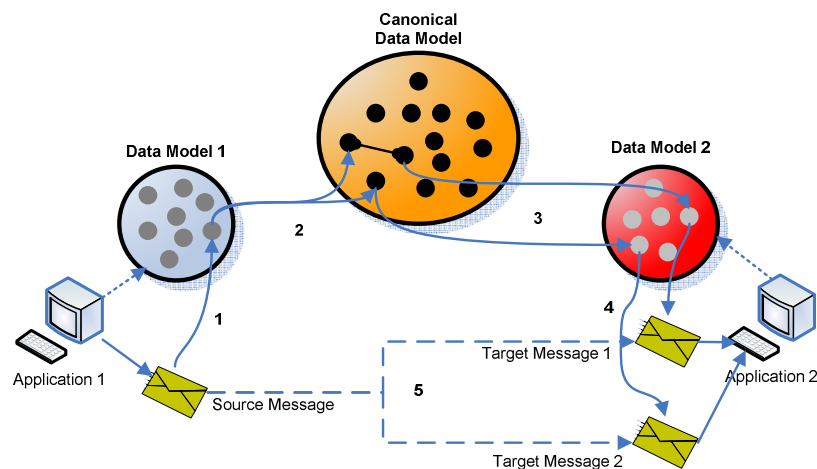 Canonical
Data Model
Data Model 1
Data Model 2
2
3
1
4
Application 1
Source Message
5
Target Message 1
Application 2
Target Message 2